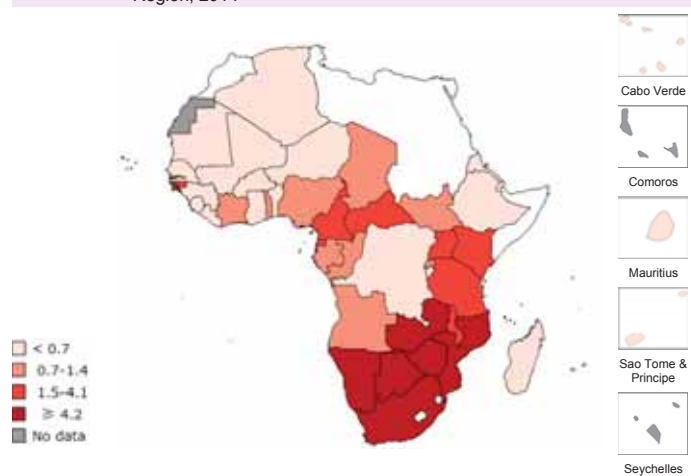 Region, 2014
Cabo Verde
Comoros
Mauritius
Sao Tome &
Principe
Seychelles
< 0.7
0.7-1.4
1.5-4.1
≥ 4.2
No data